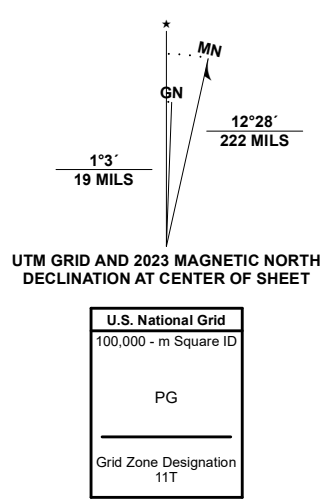 ★
MN
GN
12°28´
222 MILS
1°3´
19 MILS
UTM GRID AND 2023 MAGNETIC NORTH
DECLINATION AT CENTER OF SHEET
U.S. National Grid
100,000 - m Square ID
PG
Grid Zone Designation
11T